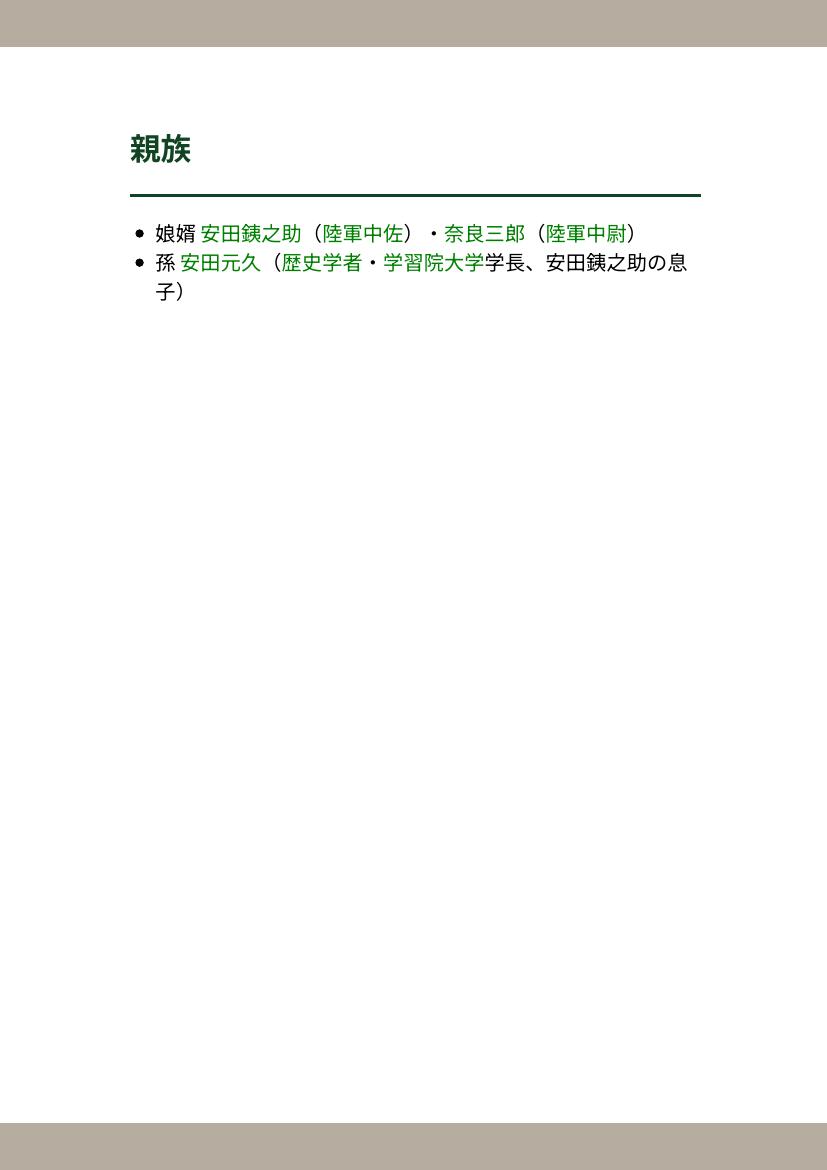 親族
娘婿 安田銕之助（陸軍中佐）・奈良三郎（陸軍中尉）
孫 安田元久（歴史学者・学習院大学学長、安田銕之助の息
子）